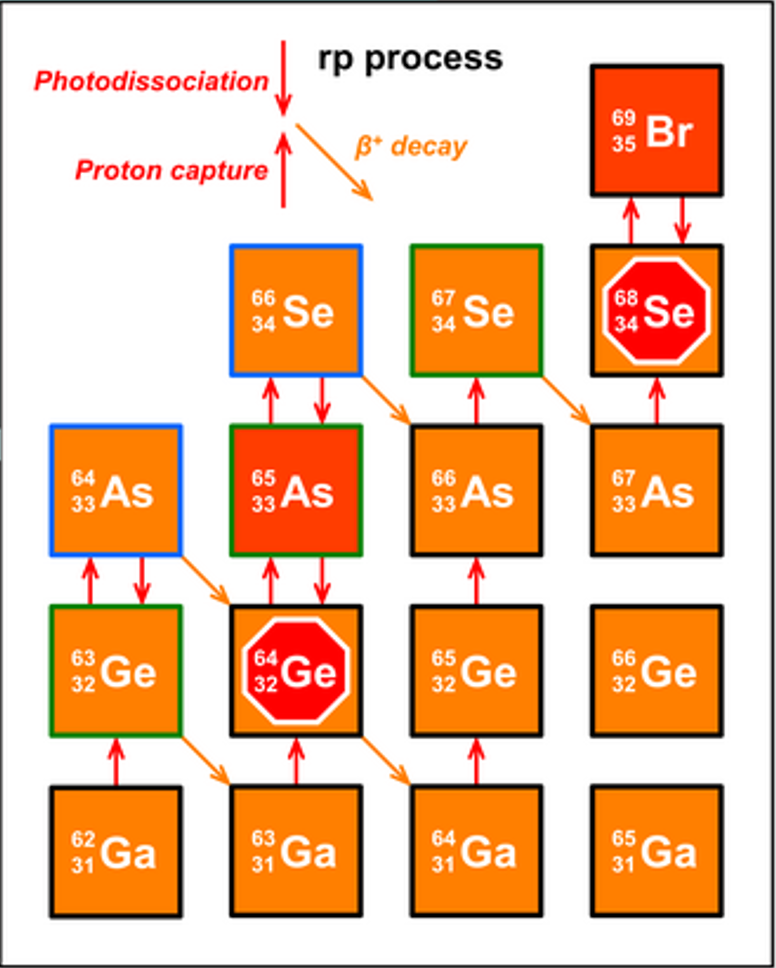 rp process
Photodissociation
β⁺ decay
Proton capture
69
35 Br
66
34 Se
67
34 Se
68
34 Se
64
33 As
65
33 As
66
33 As
67
33 As
63
32 Ge
64
32 Ge
65
32 Ge
66
32 Ge
62
31 Ga
63
31 Ga
64
31 Ga
65
31 Ga